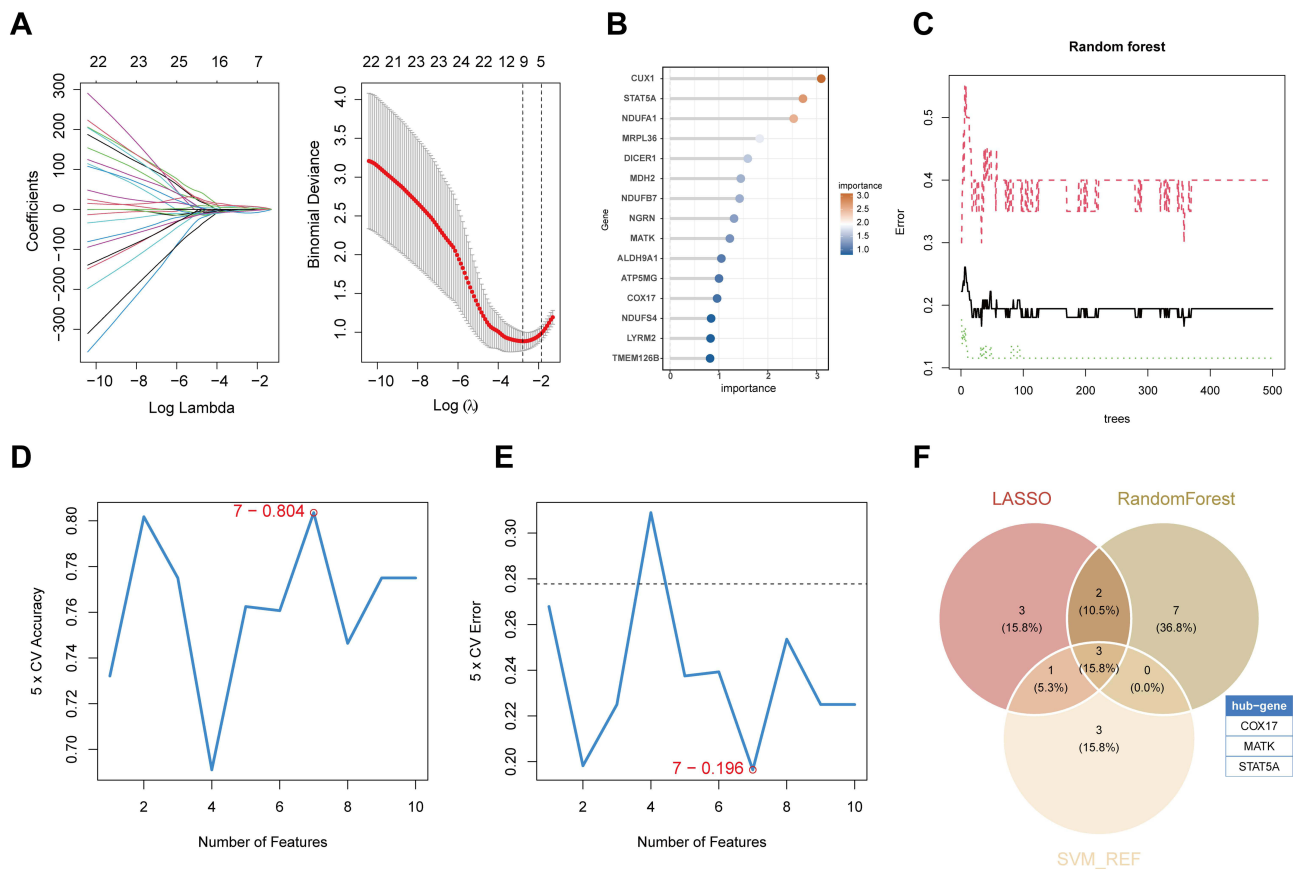 A
22 23 25 16 7
Coefficients
300
200
100
0
−100
−200
−300
−10 −8 −6 −4 −2
Log Lambda
22 21 23 23 24 22 12 9 5
Binomial Deviance
4.0
3.5
3.0
2.5
2.0
1.5
1.0
−10 −8 −6 −4 −2
Log (λ)
B
Gene
CUX1
STAT5A
NDUFA1
MRPL36
DICER1
MDH2
NDUFB7
NGRN
MATK
ALDH9A1
ATP5MG
COX17
NDUFS4
LYRM2
TMEM126B
0 1 2 3
importance
importance
3.0
2.5
2.0
1.5
1.0
C
Random forest
Error
0.5
0.4
0.3
0.2
0.1
0 100 200 300 400 500
trees
D
5 x CV Accuracy
0.80
0.78
0.76
0.74
0.72
0.70
7 − 0.804
2 4 6 8 10
Number of Features
E
5 x CV Error
0.30
0.28
0.26
0.24
0.22
0.20
7 − 0.196
2 4 6 8 10
Number of Features
F
LASSO
RandomForest
3
(15.8%)
2
(10.5%)
7
(36.8%)
3
(15.8%)
1
(5.3%)
0
(0.0%)
3
(15.8%)
SVM_REF
hub−gene
COX17
MATK
STAT5A